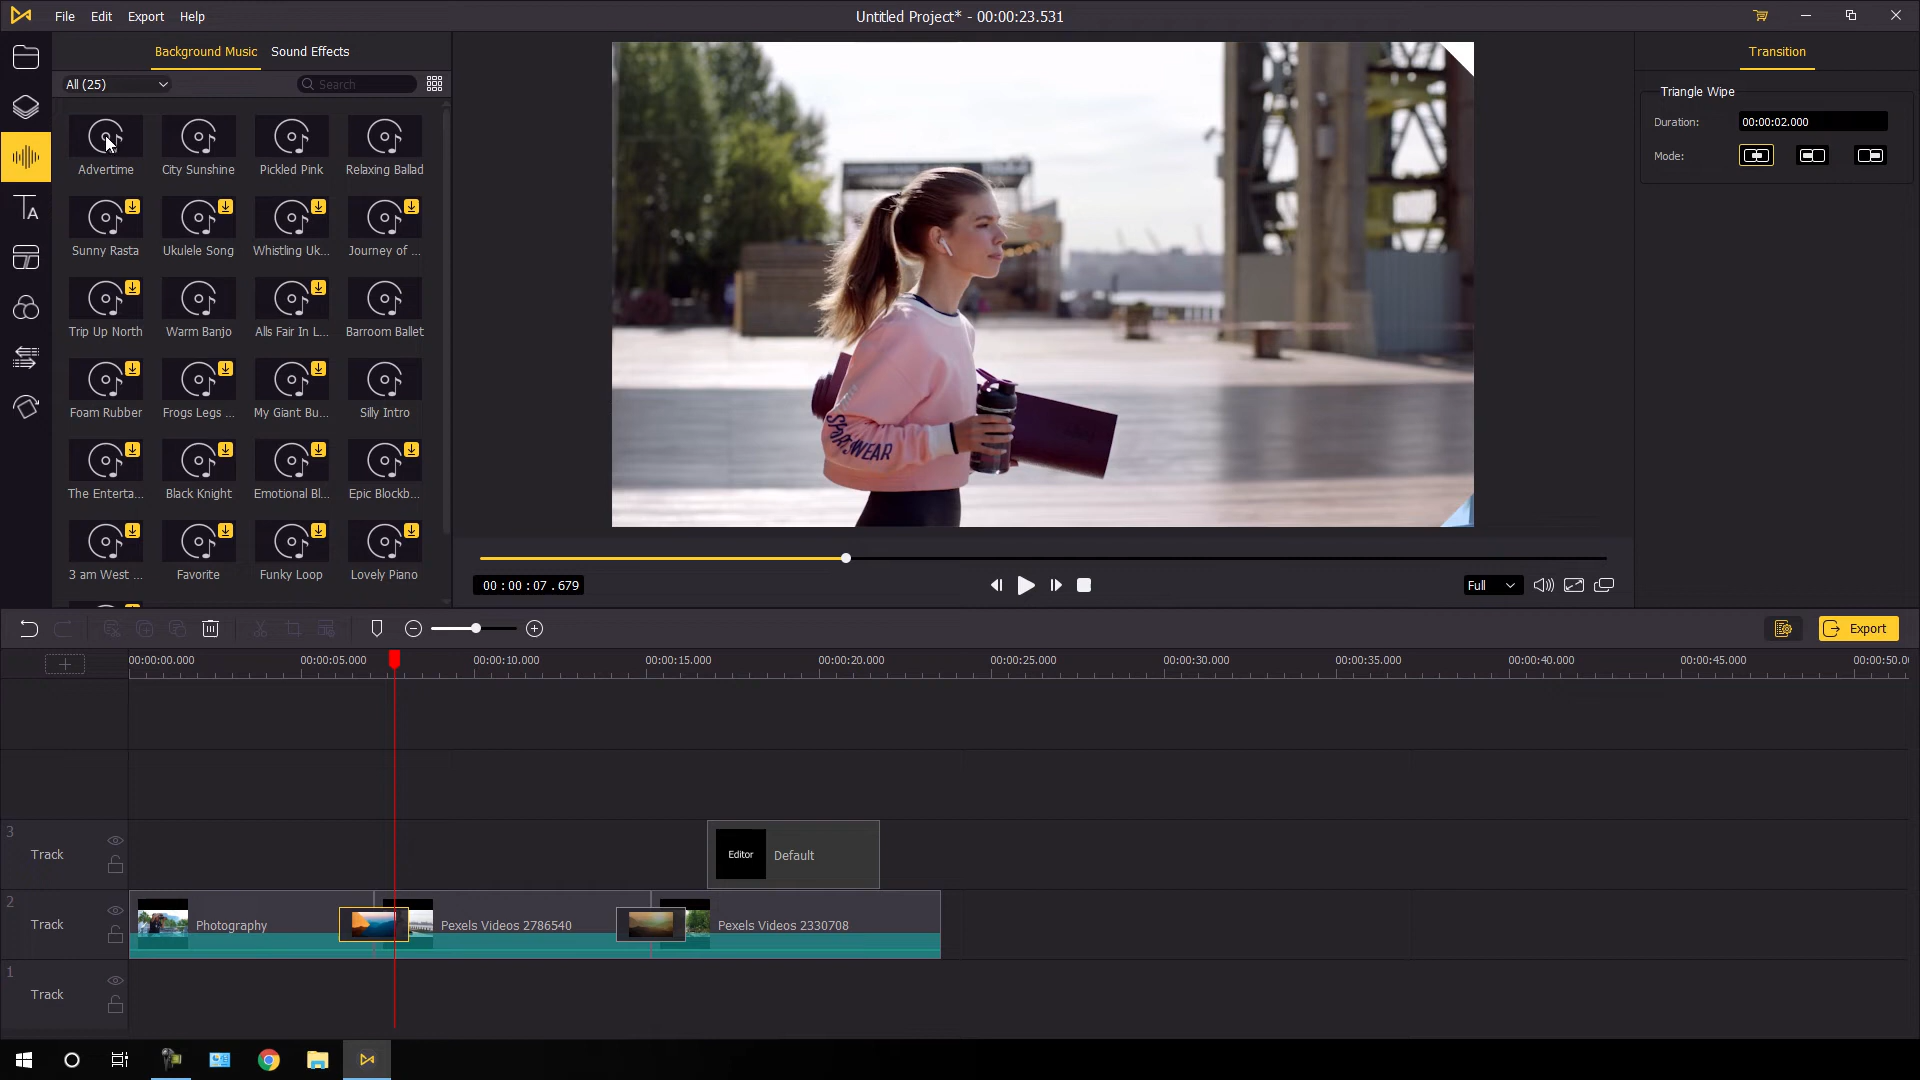 File Edit Export Help
Untitled Project* - 00:00:23.531
Background Music Sound Effects
All (25)
Search
Advertime City Sunshine Pickled Pink Relaxing Ballad
Sunny Rasta Ukulele Song Whistling Uk... Journey of ...
Trip Up North Warm Banjo Alls Fair In L... Barroom Ballet
Foam Rubber Frogs Legs ... My Giant Bu... Silly Intro
The Enterta... Black Knight Emotional Bl... Epic Blockb...
3 am West ... Favorite Funky Loop Lovely Piano
SPORTSWEAR
00:00:07.679
Full
Transition
Triangle Wipe
Duration: 00:00:02.000
Mode:
Export
00:00:00.000 00:00:05.000 00:00:10.000 00:00:15.000 00:00:20.000 00:00:25.000 00:00:30.000 00:00:35.000 00:00:40.000 00:00:45.000 00:00:50.0
3
Track
Editor Default
2
Track
Photography Pexels Videos 2786540 Pexels Videos 2330708
1
Track